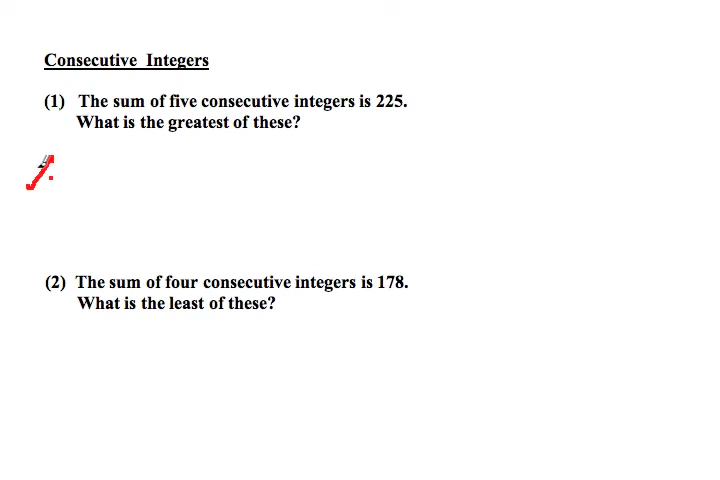 Consecutive Integers
(1) The sum of five consecutive integers is 225.
What is the greatest of these?
(2) The sum of four consecutive integers is 178.
What is the least of these?